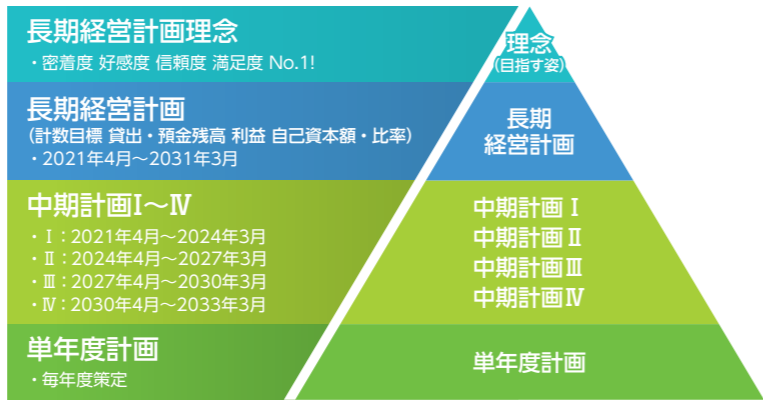 長期経営計画理念
・密着度 好感度 信頼度 満足度 No.1!
理念
(目指す姿)
長期経営計画
(計数目標 貸出・預金残高 利益 自己資本額・比率)
・2021年4月～2031年3月
長期
経営計画
中期計画Ⅰ～Ⅳ
・Ⅰ：2021年4月～2024年3月
・Ⅱ：2024年4月～2027年3月
・Ⅲ：2027年4月～2030年3月
・Ⅳ：2030年4月～2033年3月
中期計画Ⅰ
中期計画Ⅱ
中期計画Ⅲ
中期計画Ⅳ
単年度計画
・毎年度策定
単年度計画